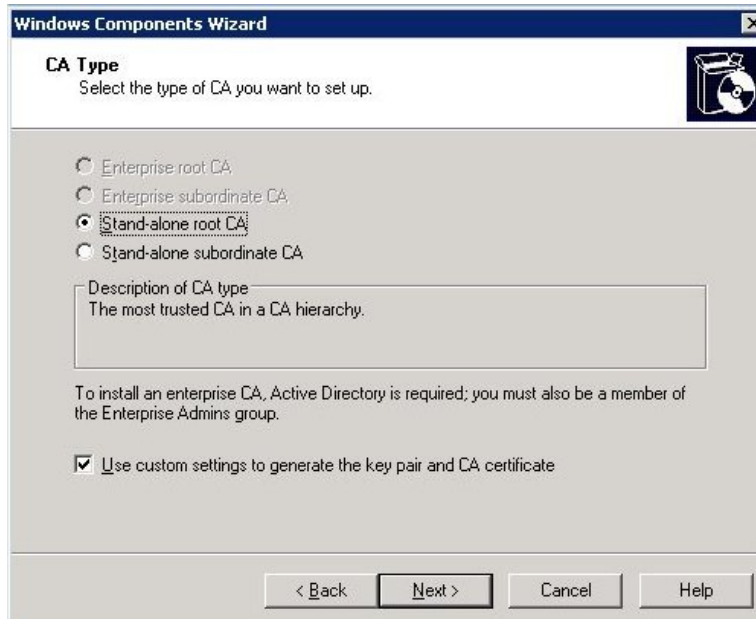 Windows Components Wizard
CA Type
Select the type of CA you want to set up.
Enterprise root CA
Enterprise subordinate CA
Stand-alone root CA
Stand-alone subordinate CA
Description of CA type
The most trusted CA in a CA hierarchy.
To install an enterprise CA, Active Directory is required; you must also be a member of
the Enterprise Admins group.
Use custom settings to generate the key pair and CA certificate
< Back Next > Cancel Help